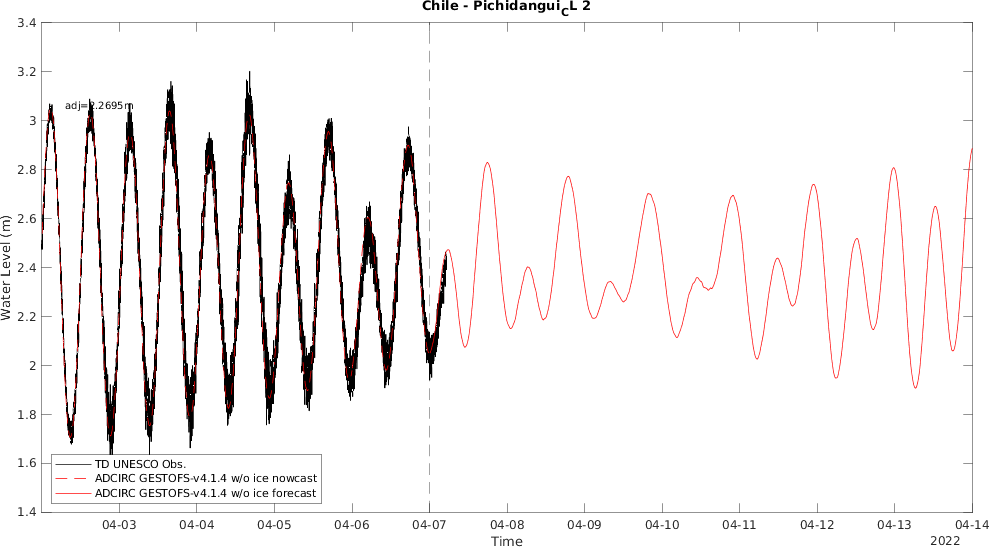 Chile - PichidanguiCL 2
3.4
3.2
3
2.8
2.6
2.4
2.2
2
1.8
1.6
1.4
Water Level (m)
adj=2.2695m
TD UNESCO Obs.
ADCIRC GESTOFS-v4.1.4 w/o ice nowcast
ADCIRC GESTOFS-v4.1.4 w/o ice forecast
04-03 04-04 04-05 04-06 04-07 04-08 04-09 04-10 04-11 04-12 04-13 04-14
Time
2022